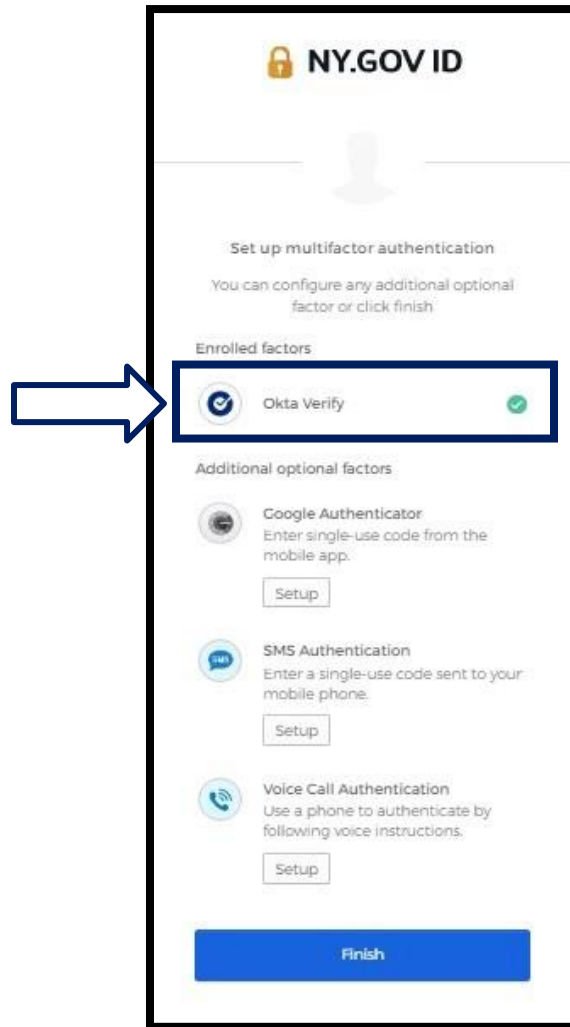 NY.GOV ID
Set up multifactor authentication
You can configure any additional optional
factor or click finish
Enrolled factors
Okta Verify
Additional optional factors
Google Authenticator
Enter single-use code from the
mobile app.
Setup
SMS
SMS Authentication
Enter a single-use code sent to your
mobile phone.
Setup
Voice Call Authentication
Use a phone to authenticate by
following voice instructions.
Setup
Finish